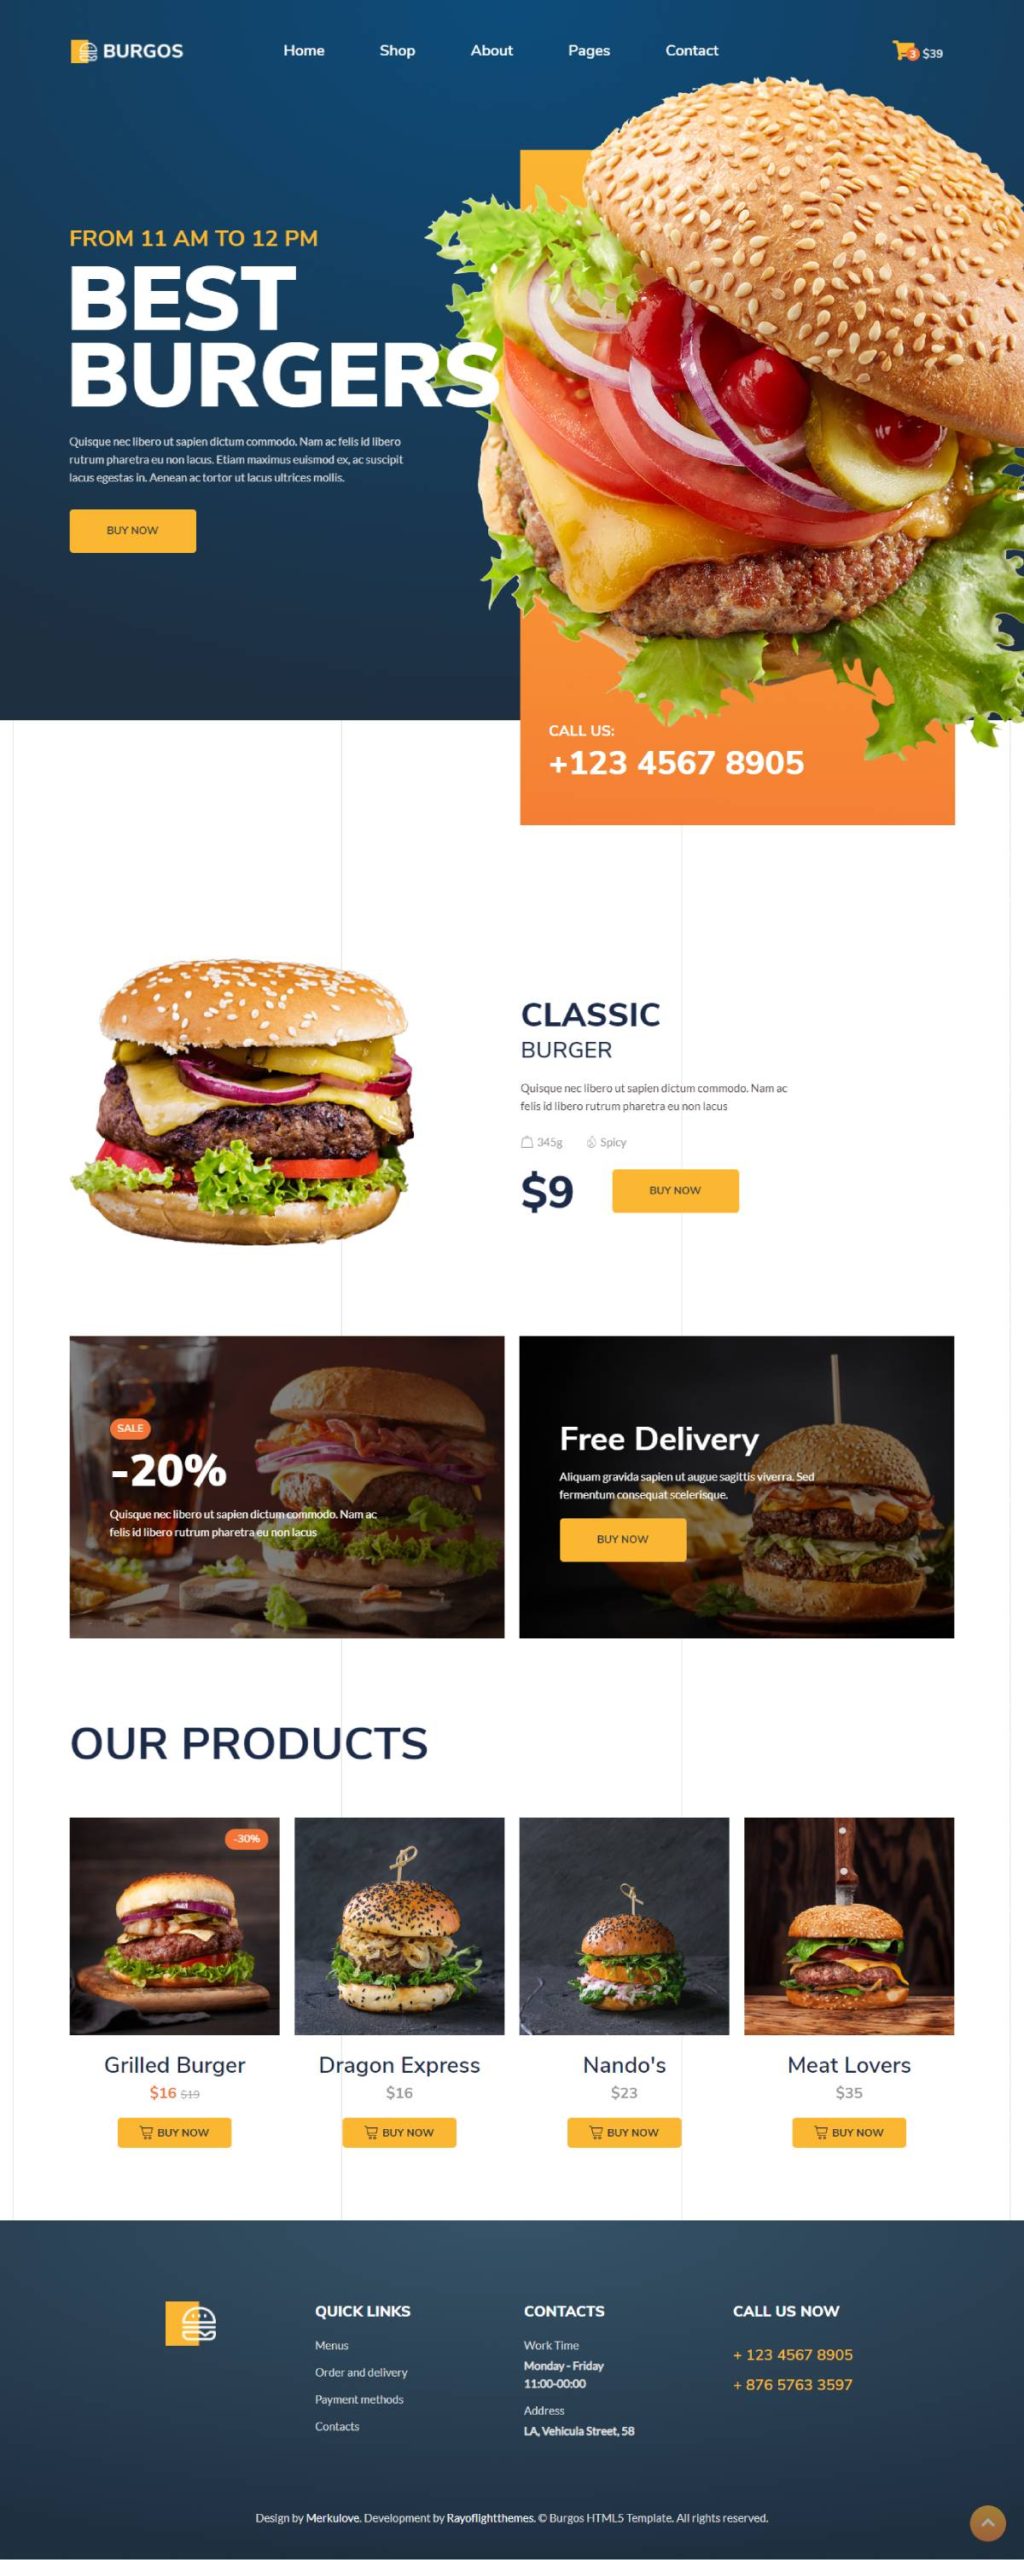 BURGOS
Home
Shop
About
Pages
Contact
3
$39
FROM 11 AM TO 12 PM
BEST
BURGERS
Quisque nec libero ut sapien dictum commodo. Nam ac felis id libero
rutrum pharetra eu non lacus. Etiam maximus euismod ex, ac suscipit
lacus egestas in. Aenean ac tortor ut lacus ultrices mollis.
BUY NOW
CALL US:
+123 4567 8905
CLASSIC
BURGER
Quisque nec libero ut sapien dictum commodo. Nam ac
felis id libero rutrum pharetra eu non lacus
345g
Spicy
$9
BUY NOW
SALE
-20%
Quisque nec libero ut sapien dictum commodo. Nam ac
felis id libero rutrum pharetra eu non lacus
Free Delivery
Aliquam gravida sapien ut augue sagittis viverra. Sed
fermentum consequat scelerisque.
BUY NOW
OUR PRODUCTS
-30%
Grilled Burger
$16 $19
BUY NOW
Dragon Express
$16
BUY NOW
Nando's
$23
BUY NOW
Meat Lovers
$35
BUY NOW
QUICK LINKS
Menus
Order and delivery
Payment methods
Contacts
CONTACTS
Work Time
Monday - Friday
11:00-00:00
Address
LA, Vehicula Street, 58
CALL US NOW
+ 123 4567 8905
+ 876 5763 3597
Design by Merkulove. Development by Rayoflightthemes. © Burgos HTML5 Template. All rights reserved.